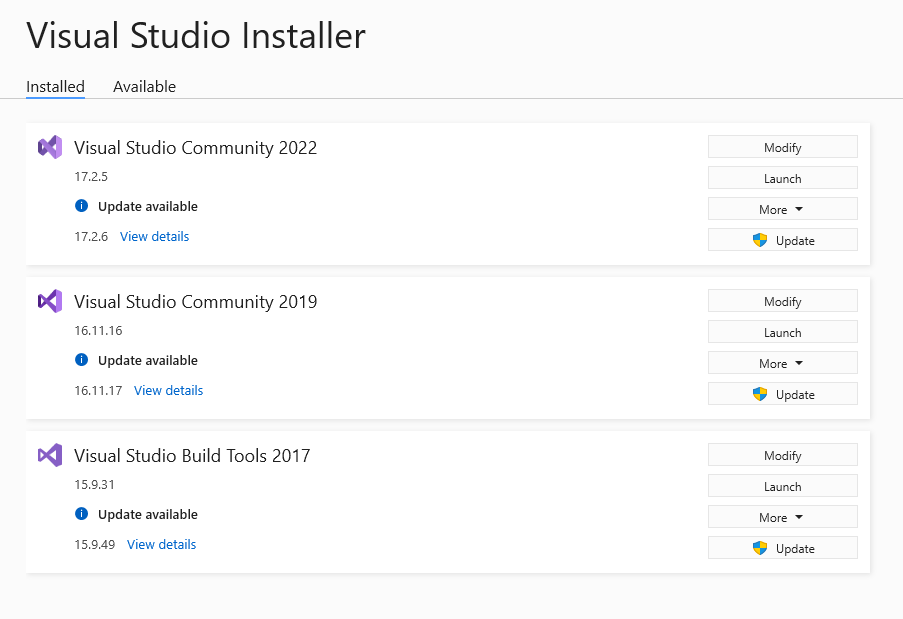 Visual Studio Installer
Installed Available
Visual Studio Community 2022
Modify
17.2.5
Launch
Update available
More
17.2.6 View details
Update
Visual Studio Community 2019
Modify
16.11.16
Launch
Update available
More
16.11.17 View details
Update
Visual Studio Build Tools 2017
Modify
15.9.31
Launch
Update available
More
15.9.49 View details
Update